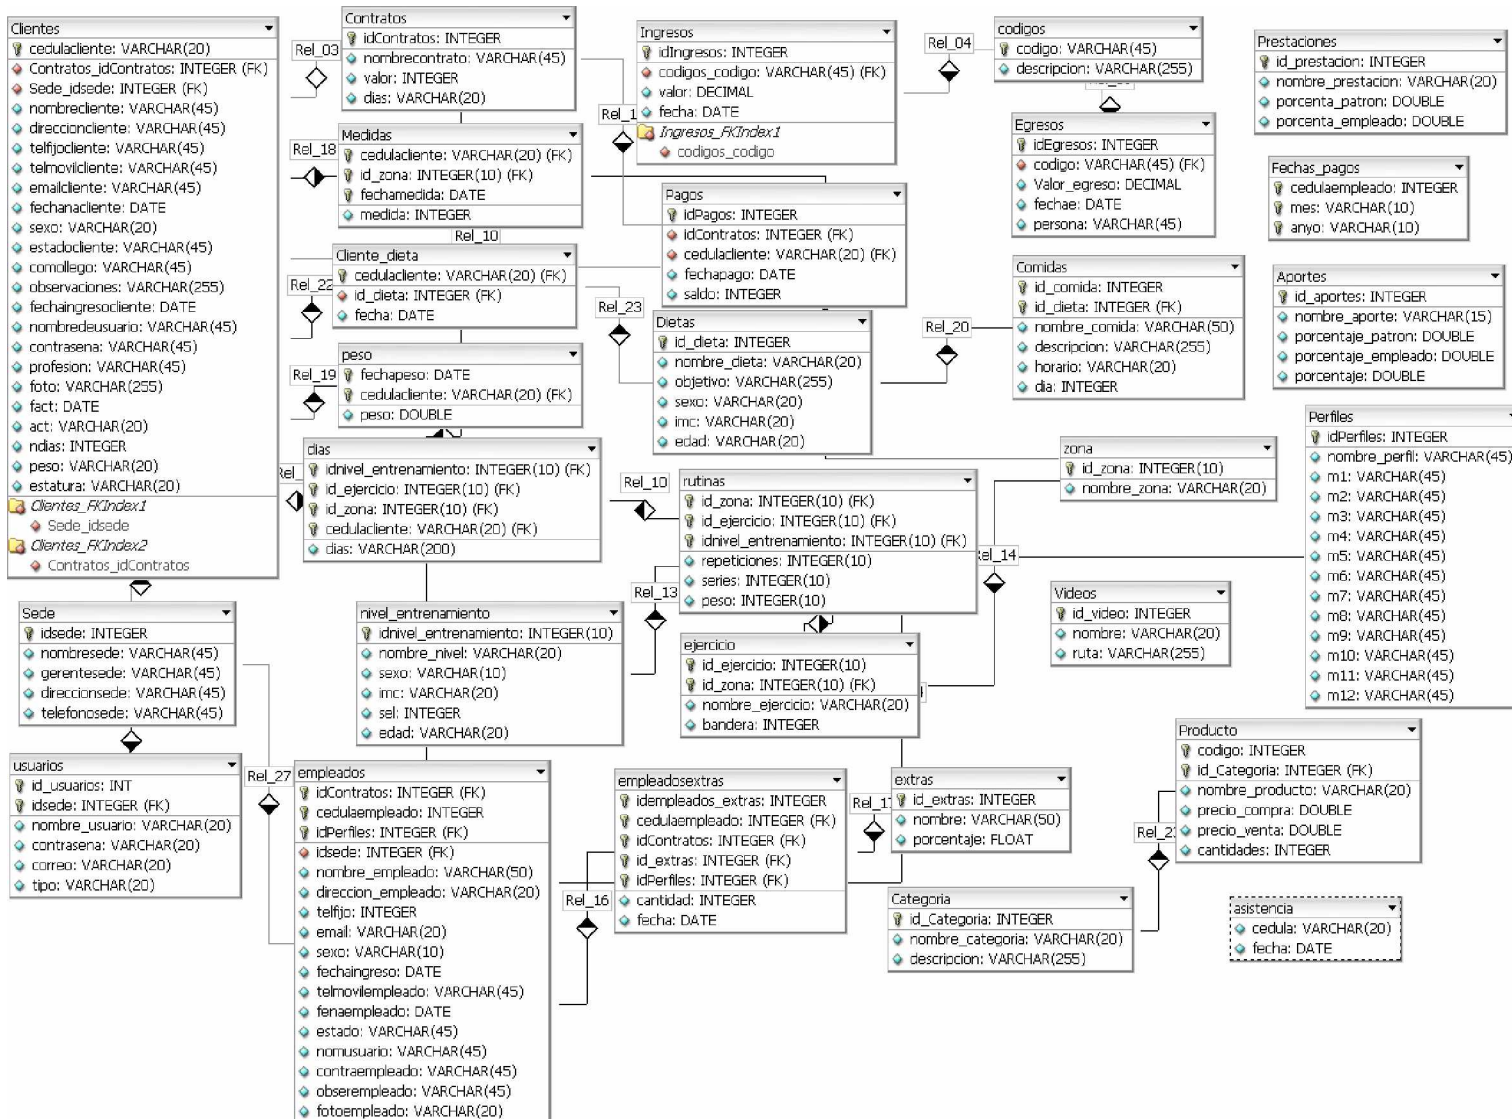 Clientes
cedulacliente: VARCHAR(20)
Contratos_idContratos: INTEGER (FK)
Sede_idsede: INTEGER (FK)
nombrecliente: VARCHAR(45)
direccioncliente: VARCHAR(45)
telfijocliente: VARCHAR(45)
telmovilcliente: VARCHAR(45)
emailcliente: VARCHAR(45)
fechanacliente: DATE
sexo: VARCHAR(20)
estadocliente: VARCHAR(45)
comollego: VARCHAR(45)
observaciones: VARCHAR(255)
fechaingresocliente: DATE
nombredeusuario: VARCHAR(45)
contrasena: VARCHAR(45)
profesion: VARCHAR(45)
foto: VARCHAR(255)
fact: DATE
act: VARCHAR(20)
ndias: INTEGER
peso: VARCHAR(20)
estatura: VARCHAR(20)
Clientes_FKIndex1
Sede_idsede
Clientes_FKIndex2
Contratos_idContratos
Rel_03
Contratos
idContratos: INTEGER
nombrecontrato: VARCHAR(45)
valor: INTEGER
dias: VARCHAR(20)
Rel_18
Medidas
cedulacliente: VARCHAR(20) (FK)
id_zona: INTEGER(10) (FK)
fechamedida: DATE
medida: INTEGER
Rel_10
Rel_22
Cliente_dieta
cedulacliente: VARCHAR(20) (FK)
id_dieta: INTEGER (FK)
fecha: DATE
Rel_19
peso
fechapeso: DATE
cedulacliente: VARCHAR(20) (FK)
peso: DOUBLE
Rel_
dias
idnivel_entrenamiento: INTEGER(10) (FK)
id_ejercicio: INTEGER(10) (FK)
id_zona: INTEGER(10) (FK)
cedulacliente: VARCHAR(20) (FK)
dias: VARCHAR(200)
Rel_1
Ingresos
idIngresos: INTEGER
codigos_codigo: VARCHAR(45) (FK)
valor: DECIMAL
fecha: DATE
Ingresos_FKIndex1
codigos_codigo
Rel_04
codigos
codigo: VARCHAR(45)
descripcion: VARCHAR(255)
Egresos
idEgresos: INTEGER
codigo: VARCHAR(45) (FK)
Valor_egreso: DECIMAL
fechae: DATE
persona: VARCHAR(45)
Prestaciones
id_prestacion: INTEGER
nombre_prestacion: VARCHAR(20)
porcenta_patron: DOUBLE
porcenta_empleado: DOUBLE
Fechas_pagos
cedulaempleado: INTEGER
mes: VARCHAR(10)
anyo: VARCHAR(10)
Pagos
idPagos: INTEGER
idContratos: INTEGER (FK)
cedulacliente: VARCHAR(20) (FK)
fechapago: DATE
saldo: INTEGER
Rel_23
Dietas
id_dieta: INTEGER
nombre_dieta: VARCHAR(20)
objetivo: VARCHAR(255)
sexo: VARCHAR(20)
imc: VARCHAR(20)
edad: VARCHAR(20)
Rel_20
Comidas
id_comida: INTEGER
id_dieta: INTEGER (FK)
nombre_comida: VARCHAR(50)
descripcion: VARCHAR(255)
horario: VARCHAR(20)
dia: INTEGER
Aportes
id_aportes: INTEGER
nombre_aporte: VARCHAR(15)
porcentaje_patron: DOUBLE
porcentaje_empleado: DOUBLE
porcentaje: DOUBLE
Perfiles
idPerfiles: INTEGER
nombre_perfil: VARCHAR(45)
m1: VARCHAR(45)
m2: VARCHAR(45)
m3: VARCHAR(45)
m4: VARCHAR(45)
m5: VARCHAR(45)
m6: VARCHAR(45)
m7: VARCHAR(45)
m8: VARCHAR(45)
m9: VARCHAR(45)
m10: VARCHAR(45)
m11: VARCHAR(45)
m12: VARCHAR(45)
zona
id_zona: INTEGER(10)
nombre_zona: VARCHAR(20)
Rel_10
rutinas
id_zona: INTEGER(10) (FK)
id_ejercicio: INTEGER(10) (FK)
idnivel_entrenamiento: INTEGER(10) (FK)
repeticiones: INTEGER(10)
series: INTEGER(10)
peso: INTEGER(10)
Rel_14
Rel_13
Videos
id_video: INTEGER
nombre: VARCHAR(20)
ruta: VARCHAR(255)
Sede
idsede: INTEGER
nombresede: VARCHAR(45)
gerentesede: VARCHAR(45)
direccionsede: VARCHAR(45)
telefonosede: VARCHAR(45)
nivel_entrenamiento
idnivel_entrenamiento: INTEGER(10)
nombre_nivel: VARCHAR(20)
sexo: VARCHAR(10)
imc: VARCHAR(20)
sel: INTEGER
edad: VARCHAR(20)
ejercicio
id_ejercicio: INTEGER(10)
id_zona: INTEGER(10) (FK)
nombre_ejercicio: VARCHAR(20)
bandera: INTEGER
usuarios
id_usuarios: INT
idsede: INTEGER (FK)
nombre_usuario: VARCHAR(20)
contrasena: VARCHAR(20)
correo: VARCHAR(20)
tipo: VARCHAR(20)
Rel_27
empleados
idContratos: INTEGER (FK)
cedulaempleado: INTEGER
idPerfiles: INTEGER (FK)
idsede: INTEGER (FK)
nombre_empleado: VARCHAR(50)
direccion_empleado: VARCHAR(20)
telfijo: INTEGER
email: VARCHAR(20)
sexo: VARCHAR(10)
fechaingreso: DATE
telmovilempleado: VARCHAR(45)
fenaempleado: DATE
estado: VARCHAR(45)
nomusuario: VARCHAR(45)
contraempleado: VARCHAR(45)
obserempleado: VARCHAR(45)
fotoempleado: VARCHAR(20)
Rel_16
empleadosextras
idempleados_extras: INTEGER
cedulaempleado: INTEGER (FK)
idContratos: INTEGER (FK)
id_extras: INTEGER (FK)
idPerfiles: INTEGER (FK)
cantidad: INTEGER
fecha: DATE
Rel_17
extras
id_extras: INTEGER
nombre: VARCHAR(50)
porcentaje: FLOAT
Categoria
id_Categoria: INTEGER
nombre_categoria: VARCHAR(20)
descripcion: VARCHAR(255)
Producto
codigo: INTEGER
id_Categoria: INTEGER (FK)
nombre_producto: VARCHAR(20)
precio_compra: DOUBLE
precio_venta: DOUBLE
cantidades: INTEGER
asistencia
cedula: VARCHAR(20)
fecha: DATE